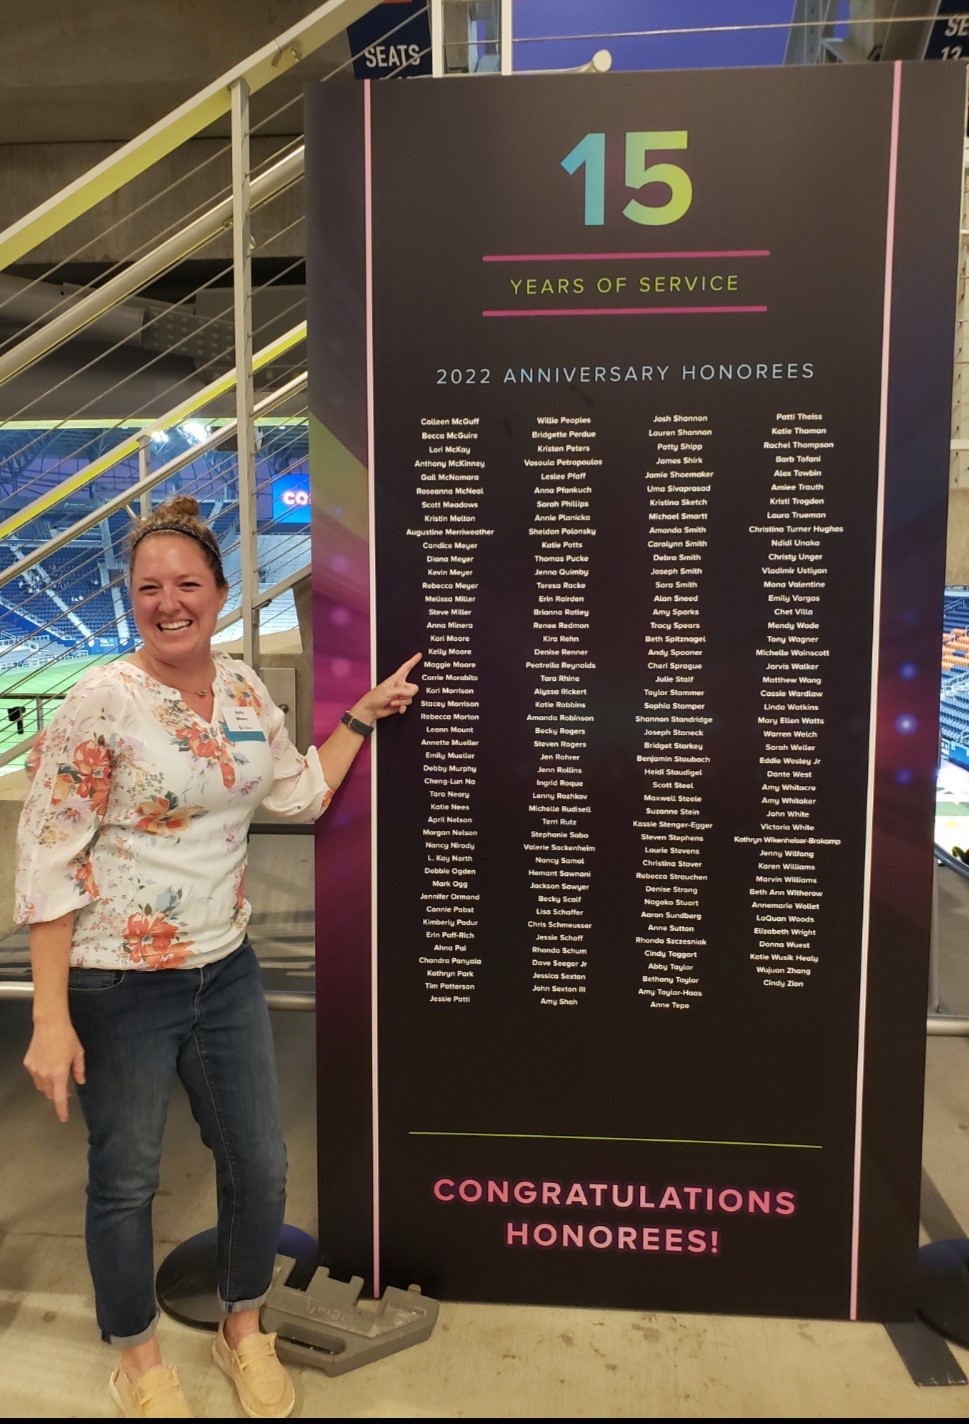 SEATS
15
YEARS OF SERVICE
2022 ANNIVERSARY HONOREES
Colleen McGuff
Becca McGuire
Lori McKay
Anthony McKinney
Gail McNamara
Roseanna McNeal
Scott Meadows
Kristin Melton
Augustine Merriweather
Candice Meyer
Diana Meyer
Kevin Meyer
Rebecca Meyer
Melissa Miller
Steve Miller
Anna Minera
Kari Moore
Kelly Moore
Maggie Moore
Carrie Morabito
Kori Morrison
Stacey Morrison
Rebecca Morton
Leann Mount
Annette Mueller
Emily Mueller
Debby Murphy
Cheng-Lun Na
Tara Neary
Katie Nees
April Nelson
Morgan Nelson
Nancy Nirody
L. Kay North
Debbie Ogden
Mark Ogg
Jennifer Ormand
Connie Pabst
Kimberly Padur
Erin Paff-Rich
Ahna Pai
Chandra Panyala
Kathryn Park
Tim Patterson
Jessie Patti
Willie Peoples
Bridgette Perdue
Kristen Peters
Vasoula Petropoulos
Leslee Pfaff
Anna Pfankuch
Sarah Phillips
Annie Planicka
Sheldon Polonsky
Katie Potts
Thomas Pucke
Jenna Quimby
Teresa Racke
Erin Rairden
Brianna Ratley
Renee Redman
Kira Rehn
Denise Renner
Peatrella Reynolds
Tara Rhine
Alyssa Rickert
Katie Robbins
Amanda Robinson
Becky Rogers
Steven Rogers
Jen Rohrer
Jenn Rollins
Ingrid Roque
Lenny Rozhkov
Michelle Rudisell
Terri Rutz
Stephanie Sabo
Valerie Sackenheim
Nancy Samol
Hemant Sawnani
Jackson Sawyer
Becky Scalf
Lisa Schaffer
Chris Schmeusser
Jessie Schoff
Rhonda Schum
Dave Seeger Jr
Jessica Sexton
John Sexton III
Amy Shah
Josh Shannon
Lauren Shannon
Patty Shipp
James Shirk
Jamie Shoemaker
Uma Sivaprasad
Kristina Sketch
Michael Smartt
Amanda Smith
Carolynn Smith
Debra Smith
Joseph Smith
Sara Smith
Alan Sneed
Amy Sparks
Tracy Spears
Beth Spitznagel
Andy Spooner
Cheri Sprague
Julie Stalf
Taylor Stammer
Sophia Stamper
Shannon Standridge
Joseph Staneck
Bridget Starkey
Benjamin Staubach
Heidi Staudigel
Scott Steel
Maxwell Steele
Suzanne Stein
Kassie Stenger-Egger
Steven Stephens
Laurie Stevens
Christina Stover
Rebecca Strauchen
Denise Strong
Nagako Stuart
Aaron Sundberg
Anne Sutton
Rhonda Szczesniak
Cindy Taggart
Abby Taylor
Bethany Taylor
Amy Taylor-Haas
Anne Tepe
Patti Theiss
Katie Thoman
Rachel Thompson
Barb Tofani
Alex Towbin
Amiee Trauth
Kristi Trogden
Laura Trueman
Christina Turner Hughes
Ndidi Unaka
Christy Unger
Vladimir Ustiyan
Mona Valentine
Emily Vargas
Chet Villa
Mendy Wade
Tony Wagner
Michelle Wainscott
Jarvis Walker
Matthew Wang
Cassie Wardlaw
Linda Watkins
Mary Ellen Watts
Warren Welch
Sarah Weller
Eddie Wesley Jr
Dante West
Amy Whitacre
Amy Whitaker
John White
Victoria White
Kathryn Wikenheiser-Brokamp
Jenny Wilfong
Karen Williams
Marvin Williams
Beth Ann Witherow
Annemarie Wollet
LaQuan Woods
Elizabeth Wright
Donna Wuest
Katie Wusik Healy
Wujuan Zhang
Cindy Zion
CONGRATULATIONS
HONOREES!